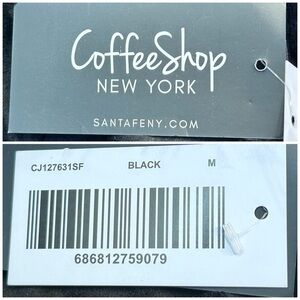 CoffeeShop
NEW YORK
SANTAFENY.COM
CJ127631SF BLACK M
686812759079